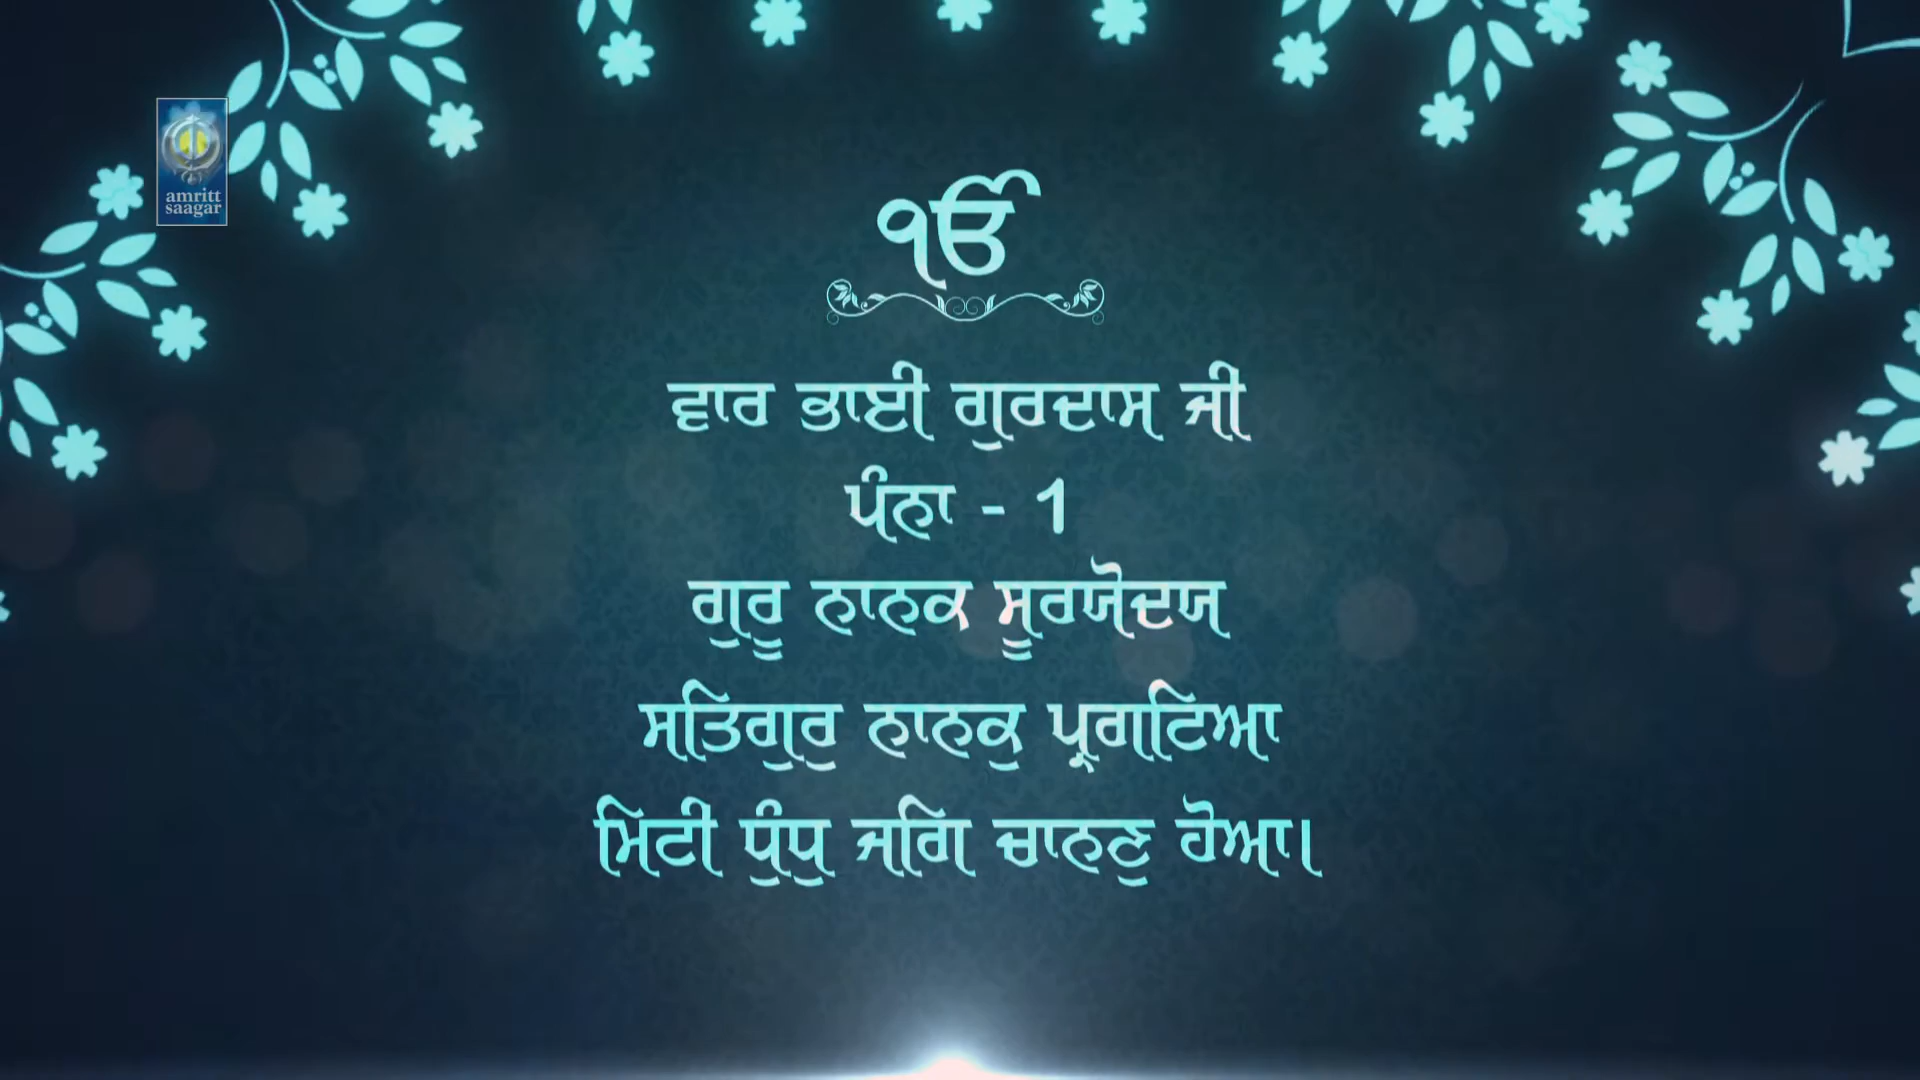 amritt
saagar
ੴ
ਵਾਰ ਭਾਈ ਗੁਰਦਾਸ ਜੀ
ਪੰਨਾ - 1
ਗੁਰੂ ਨਾਨਕ ਸੂਰਯੋਦਯ
ਸਤਿਗੁਰੁ ਨਾਨਕੁ ਪ੍ਰਗਟਿਆ
ਮਿਟੀ ਧੁੰਧੁ ਜਗਿ ਚਾਨਣੁ ਹੋਆ।